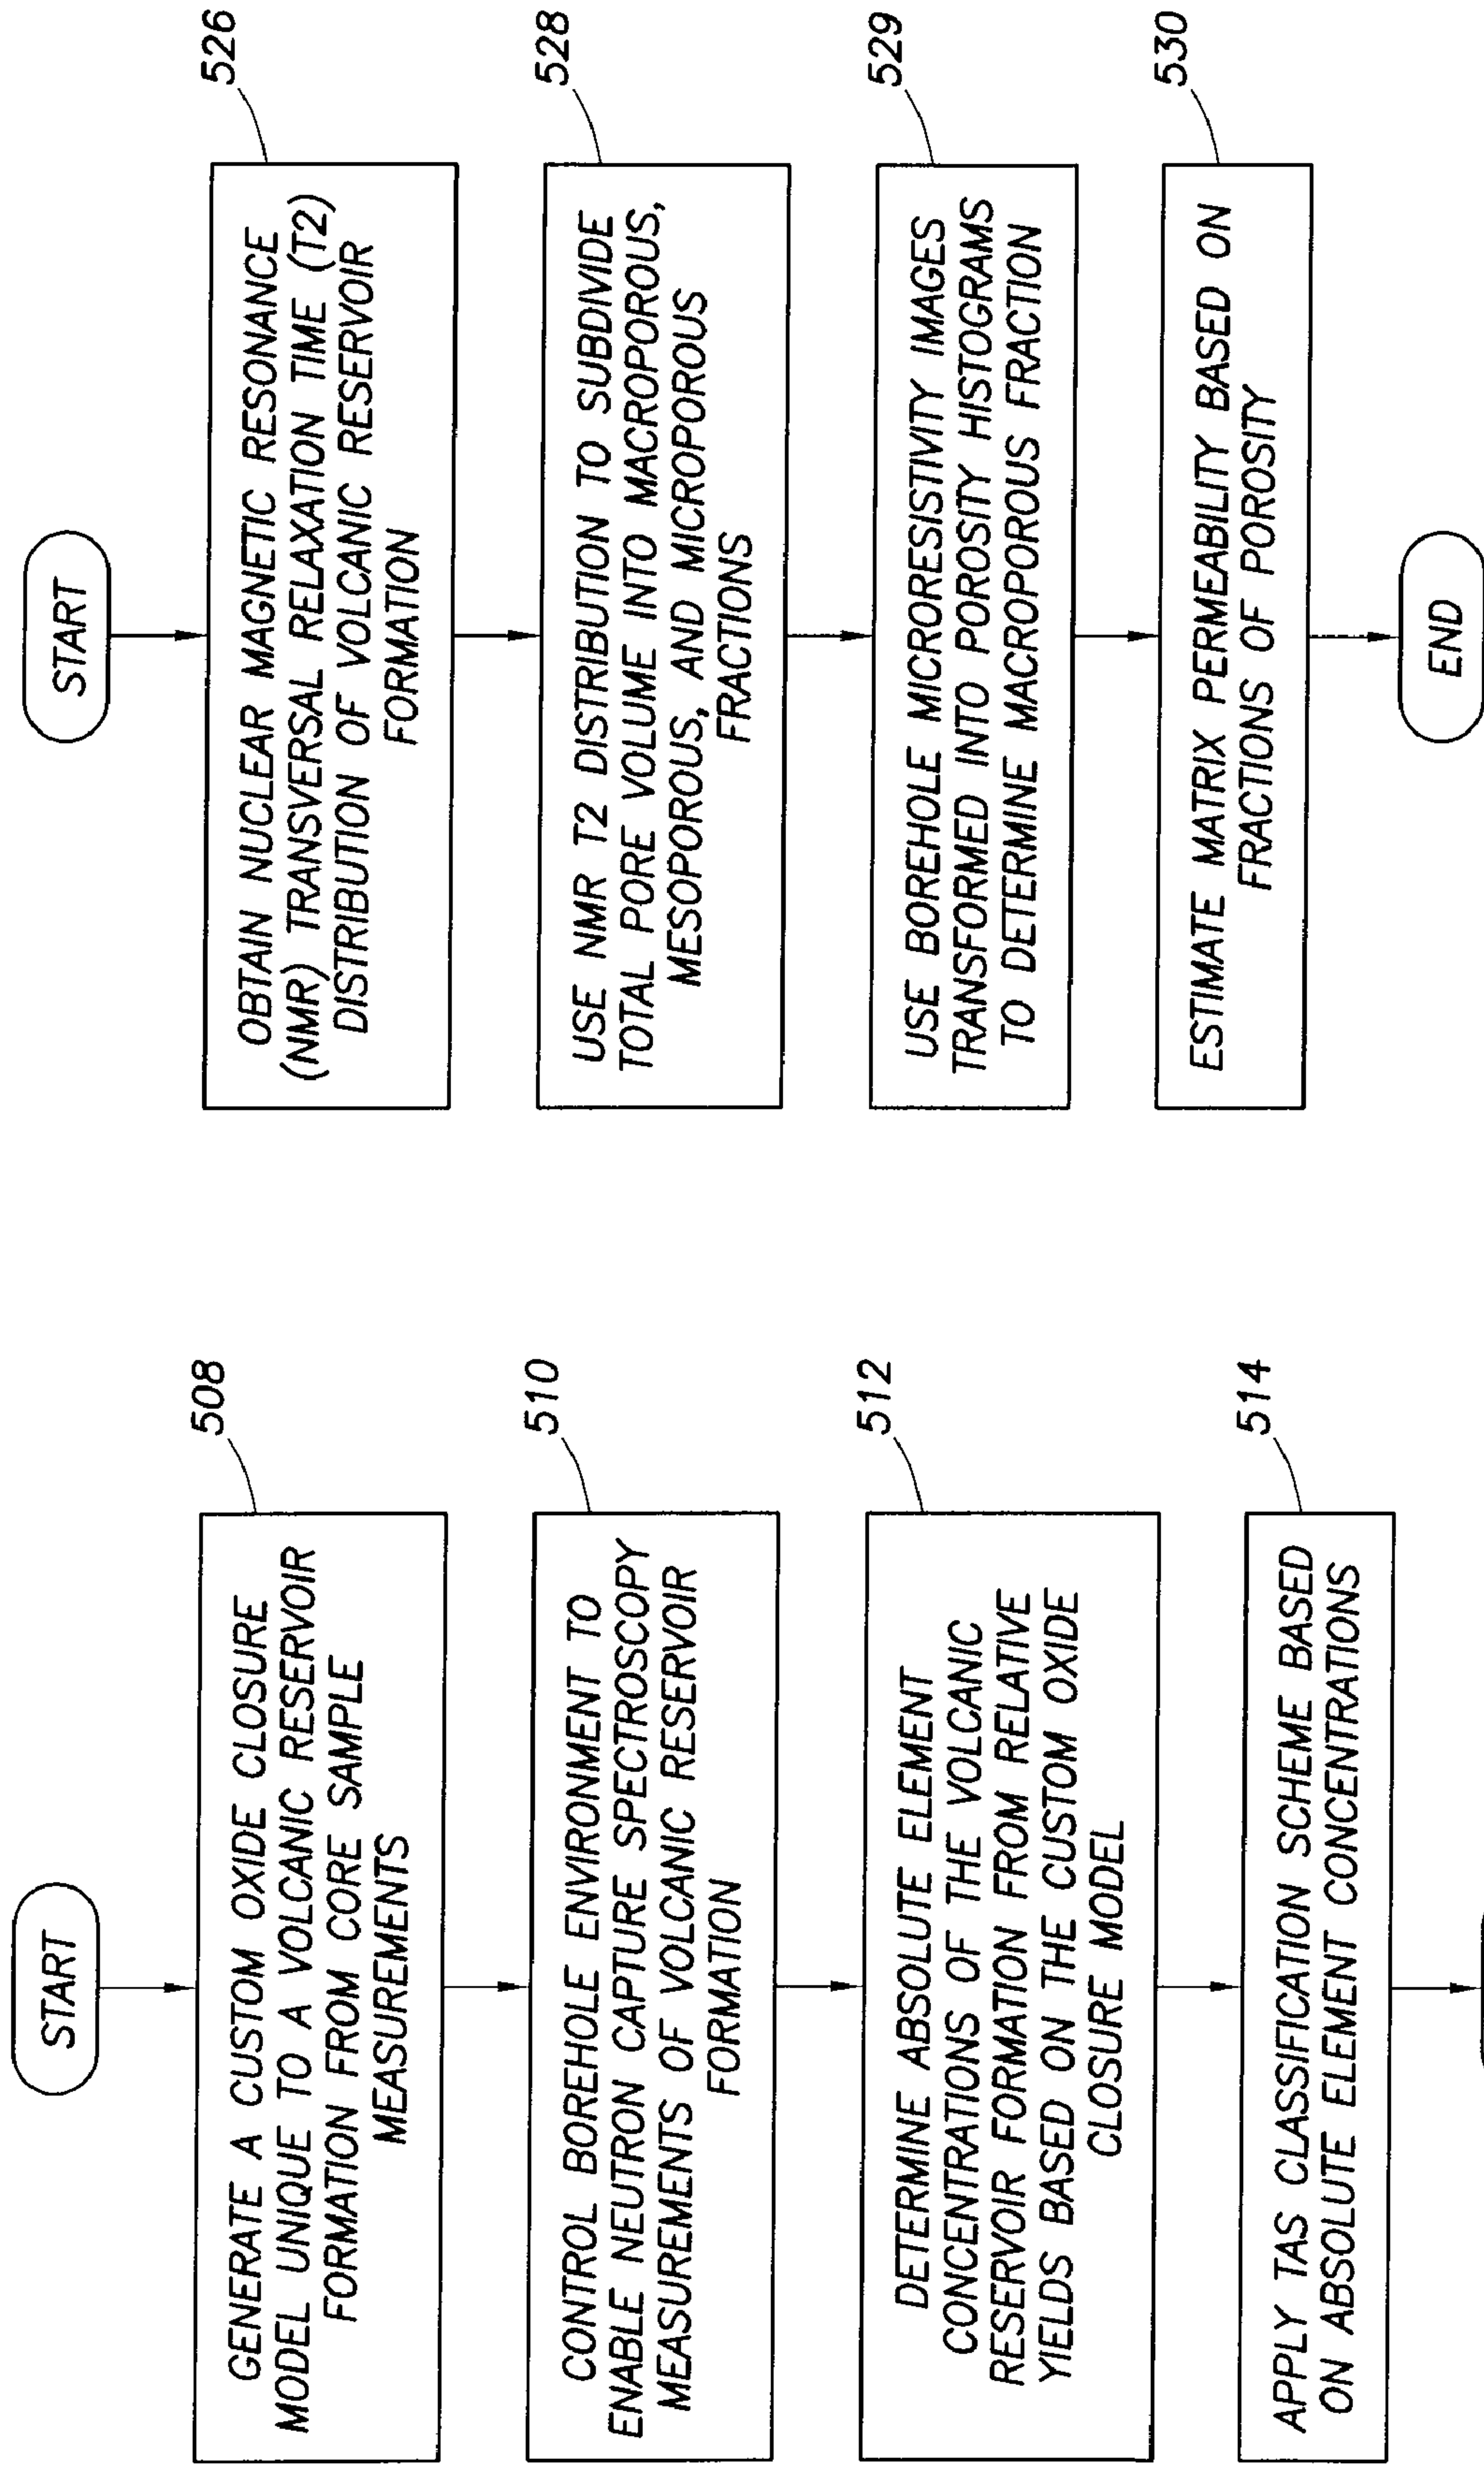 START
508
GENERATE A CUSTOM OXIDE CLOSURE
MODEL UNIQUE TO A VOLCANIC RESERVOIR
FORMATION FROM CORE SAMPLE
MEASUREMENTS
510
CONTROL BOREHOLE ENVIRONMENT TO
ENABLE NEUTRON CAPTURE SPECTROSCOPY
MEASUREMENTS OF VOLCANIC RESERVOIR
FORMATION
512
DETERMINE ABSOLUTE ELEMENT
CONCENTRATIONS OF THE VOLCANIC
RESERVOIR FORMATION FROM RELATIVE
YIELDS BASED ON THE CUSTOM OXIDE
CLOSURE MODEL
514
APPLY TAS CLASSIFICATION SCHEME BASED
ON ABSOLUTE ELEMENT CONCENTRATIONS
START
526
OBTAIN NUCLEAR MAGNETIC RESONANCE
(NMR) TRANSVERSAL RELAXATION TIME (T2)
DISTRIBUTION OF VOLCANIC RESERVOIR
FORMATION
528
USE NMR T2 DISTRIBUTION TO SUBDIVIDE
TOTAL PORE VOLUME INTO MACROPOROUS,
MESOPOROUS, AND MICROPOROUS
FRACTIONS
529
USE BOREHOLE MICRORESISTIVITY IMAGES
TRANSFORMED INTO POROSITY HISTOGRAMS
TO DETERMINE MACROPOROUS FRACTION
530
ESTIMATE MATRIX PERMEABILITY BASED ON
FRACTIONS OF POROSITY
END